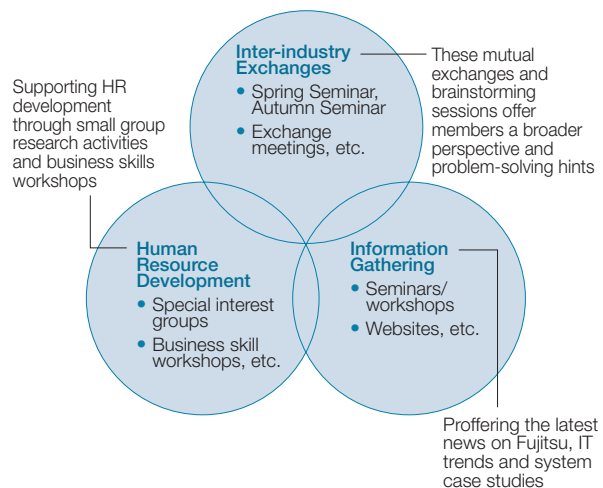 Inter-industry
Exchanges
• Spring Seminar,
Autumn Seminar
• Exchange
meetings, etc.
These mutual
exchanges and
brainstorming
sessions offer
members a broader
perspective and
problem-solving hints
Supporting HR
development
through small group
research activities
and business skills
workshops
Human
Resource
Development
• Special interest
groups
• Business skill
workshops, etc.
Information
Gathering
• Seminars/
workshops
• Websites, etc.
Proffering the latest
news on Fujitsu, IT
trends and system
case studies